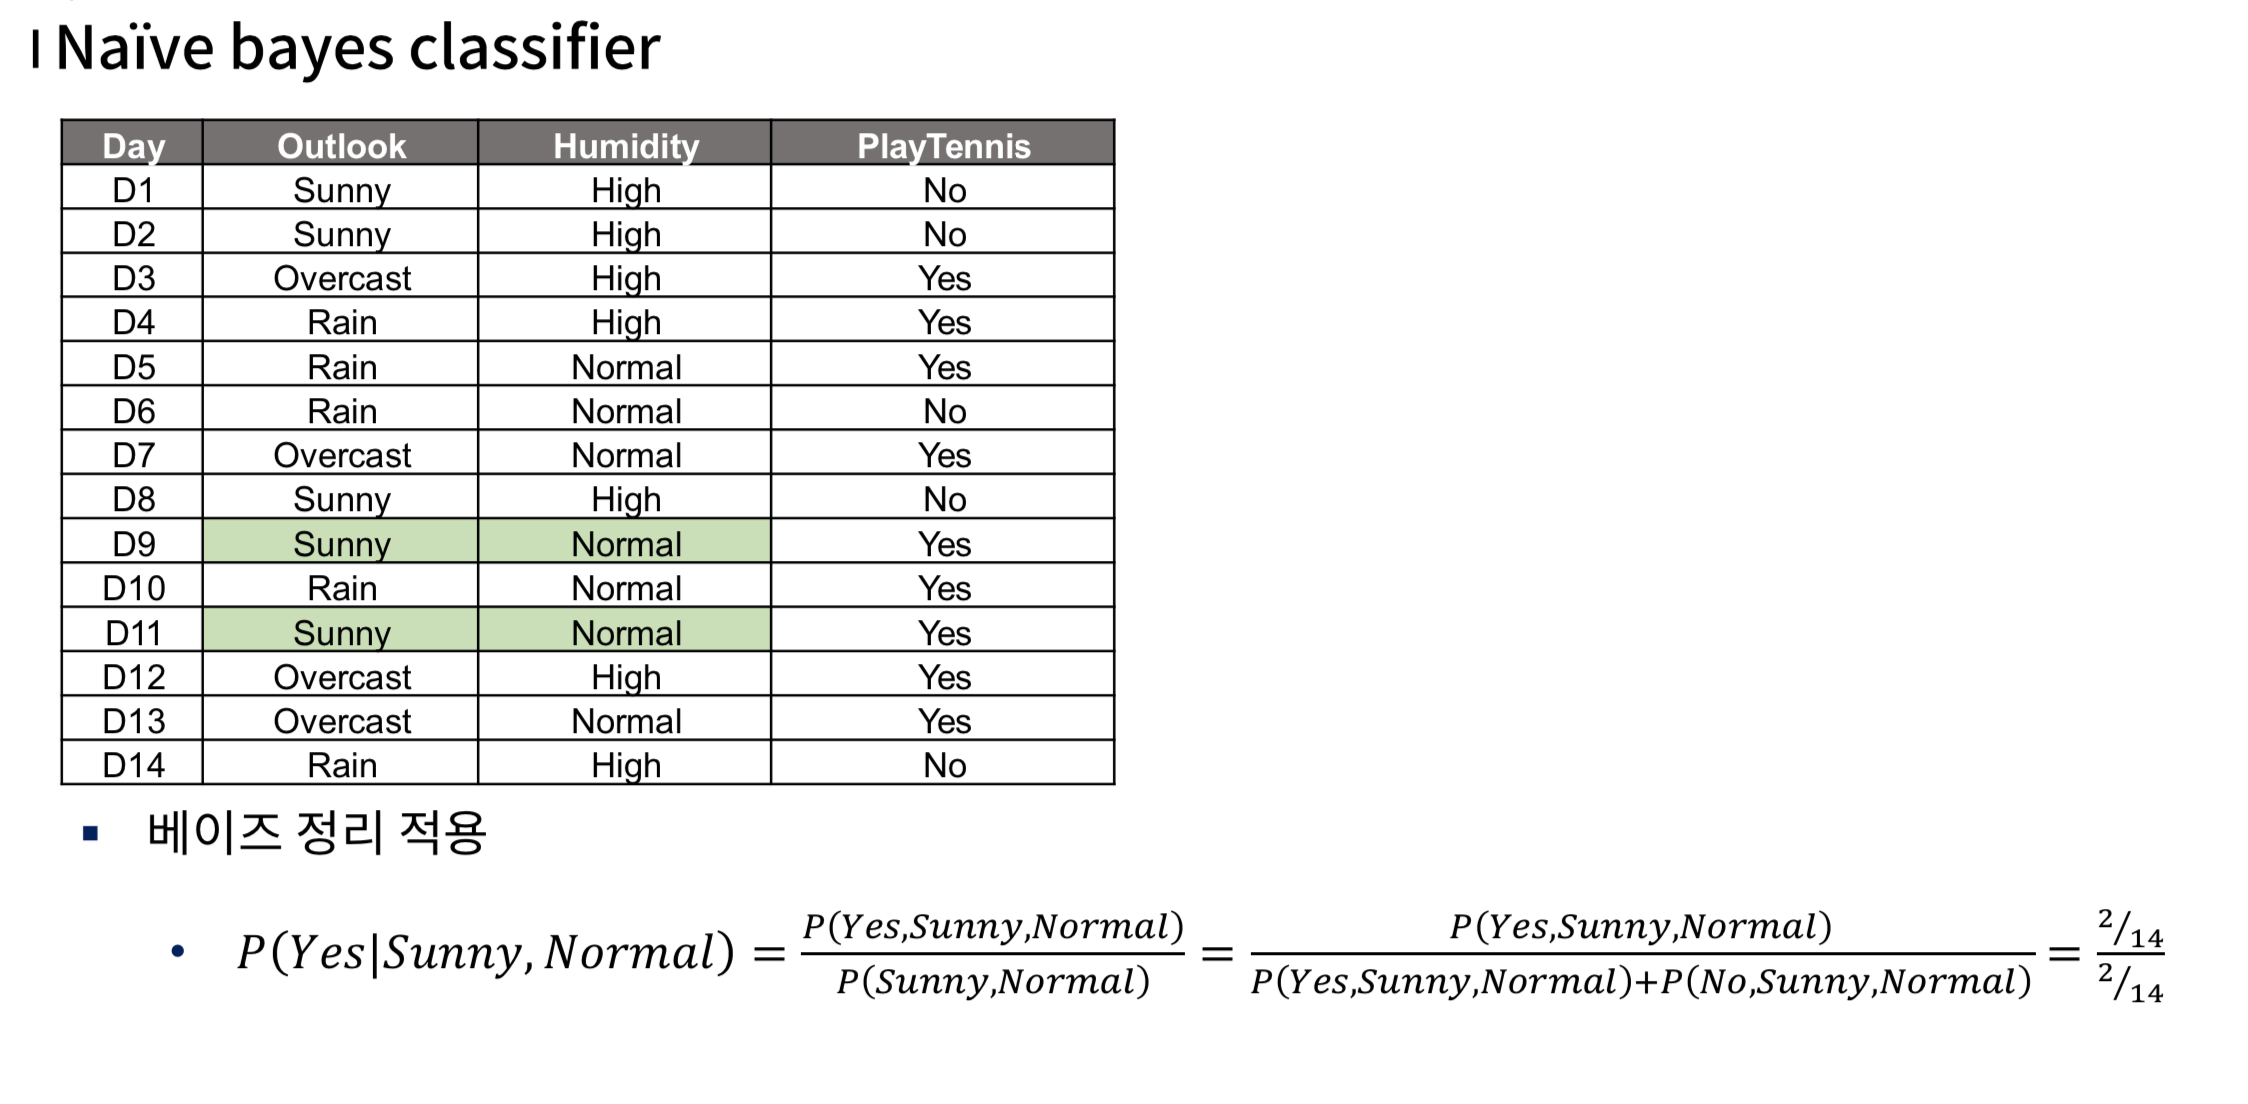 Naïve bayes classifier
Day Outlook Humidity PlayTennis
D1 Sunny High No
D2 Sunny High No
D3 Overcast High Yes
D4 Rain High Yes
D5 Rain Normal Yes
D6 Rain Normal No
D7 Overcast Normal Yes
D8 Sunny High No
D9 Sunny Normal Yes
D10 Rain Normal Yes
D11 Sunny Normal Yes
D12 Overcast High Yes
D13 Overcast Normal Yes
D14 Rain High No
▪ 베이즈 정리 적용
• P(Yes|Sunny, Normal) = P(Yes,Sunny,Normal) / P(Sunny,Normal) = P(Yes,Sunny,Normal) / P(Yes,Sunny,Normal)+P(No,Sunny,Normal) = 2/14 / 2/14